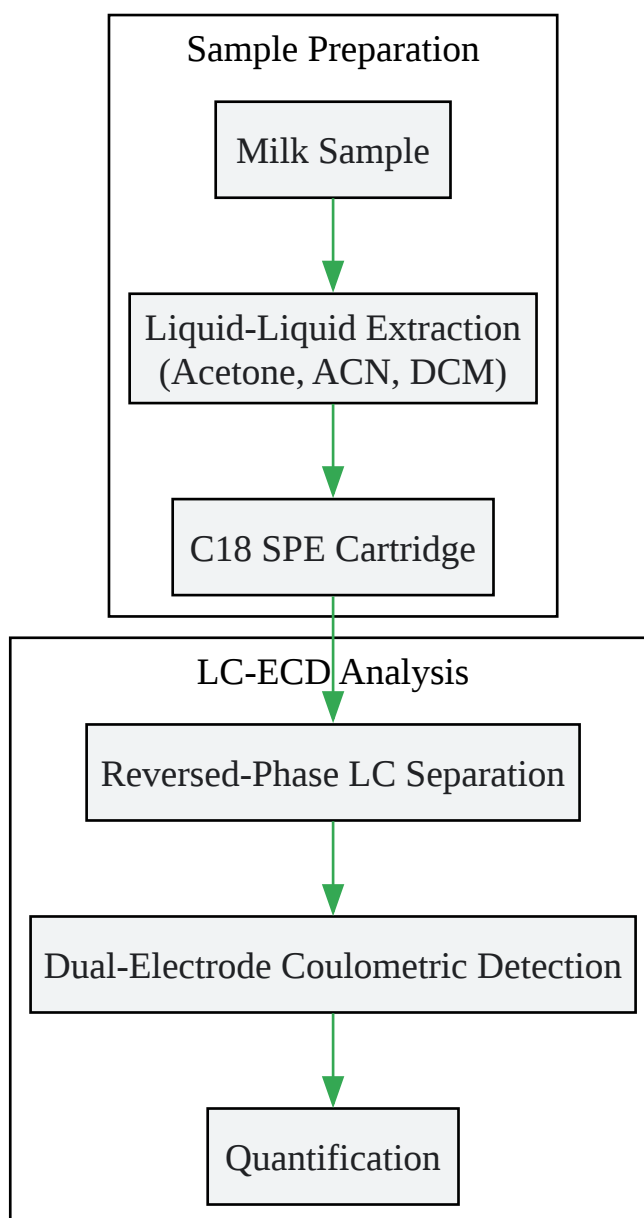 Sample Preparation
Milk Sample
Liquid-Liquid Extraction
(Acetone, ACN, DCM)
C18 SPE Cartridge
LC-ECD Analysis
Reversed-Phase LC Separation
Dual-Electrode Coulometric Detection
Quantification